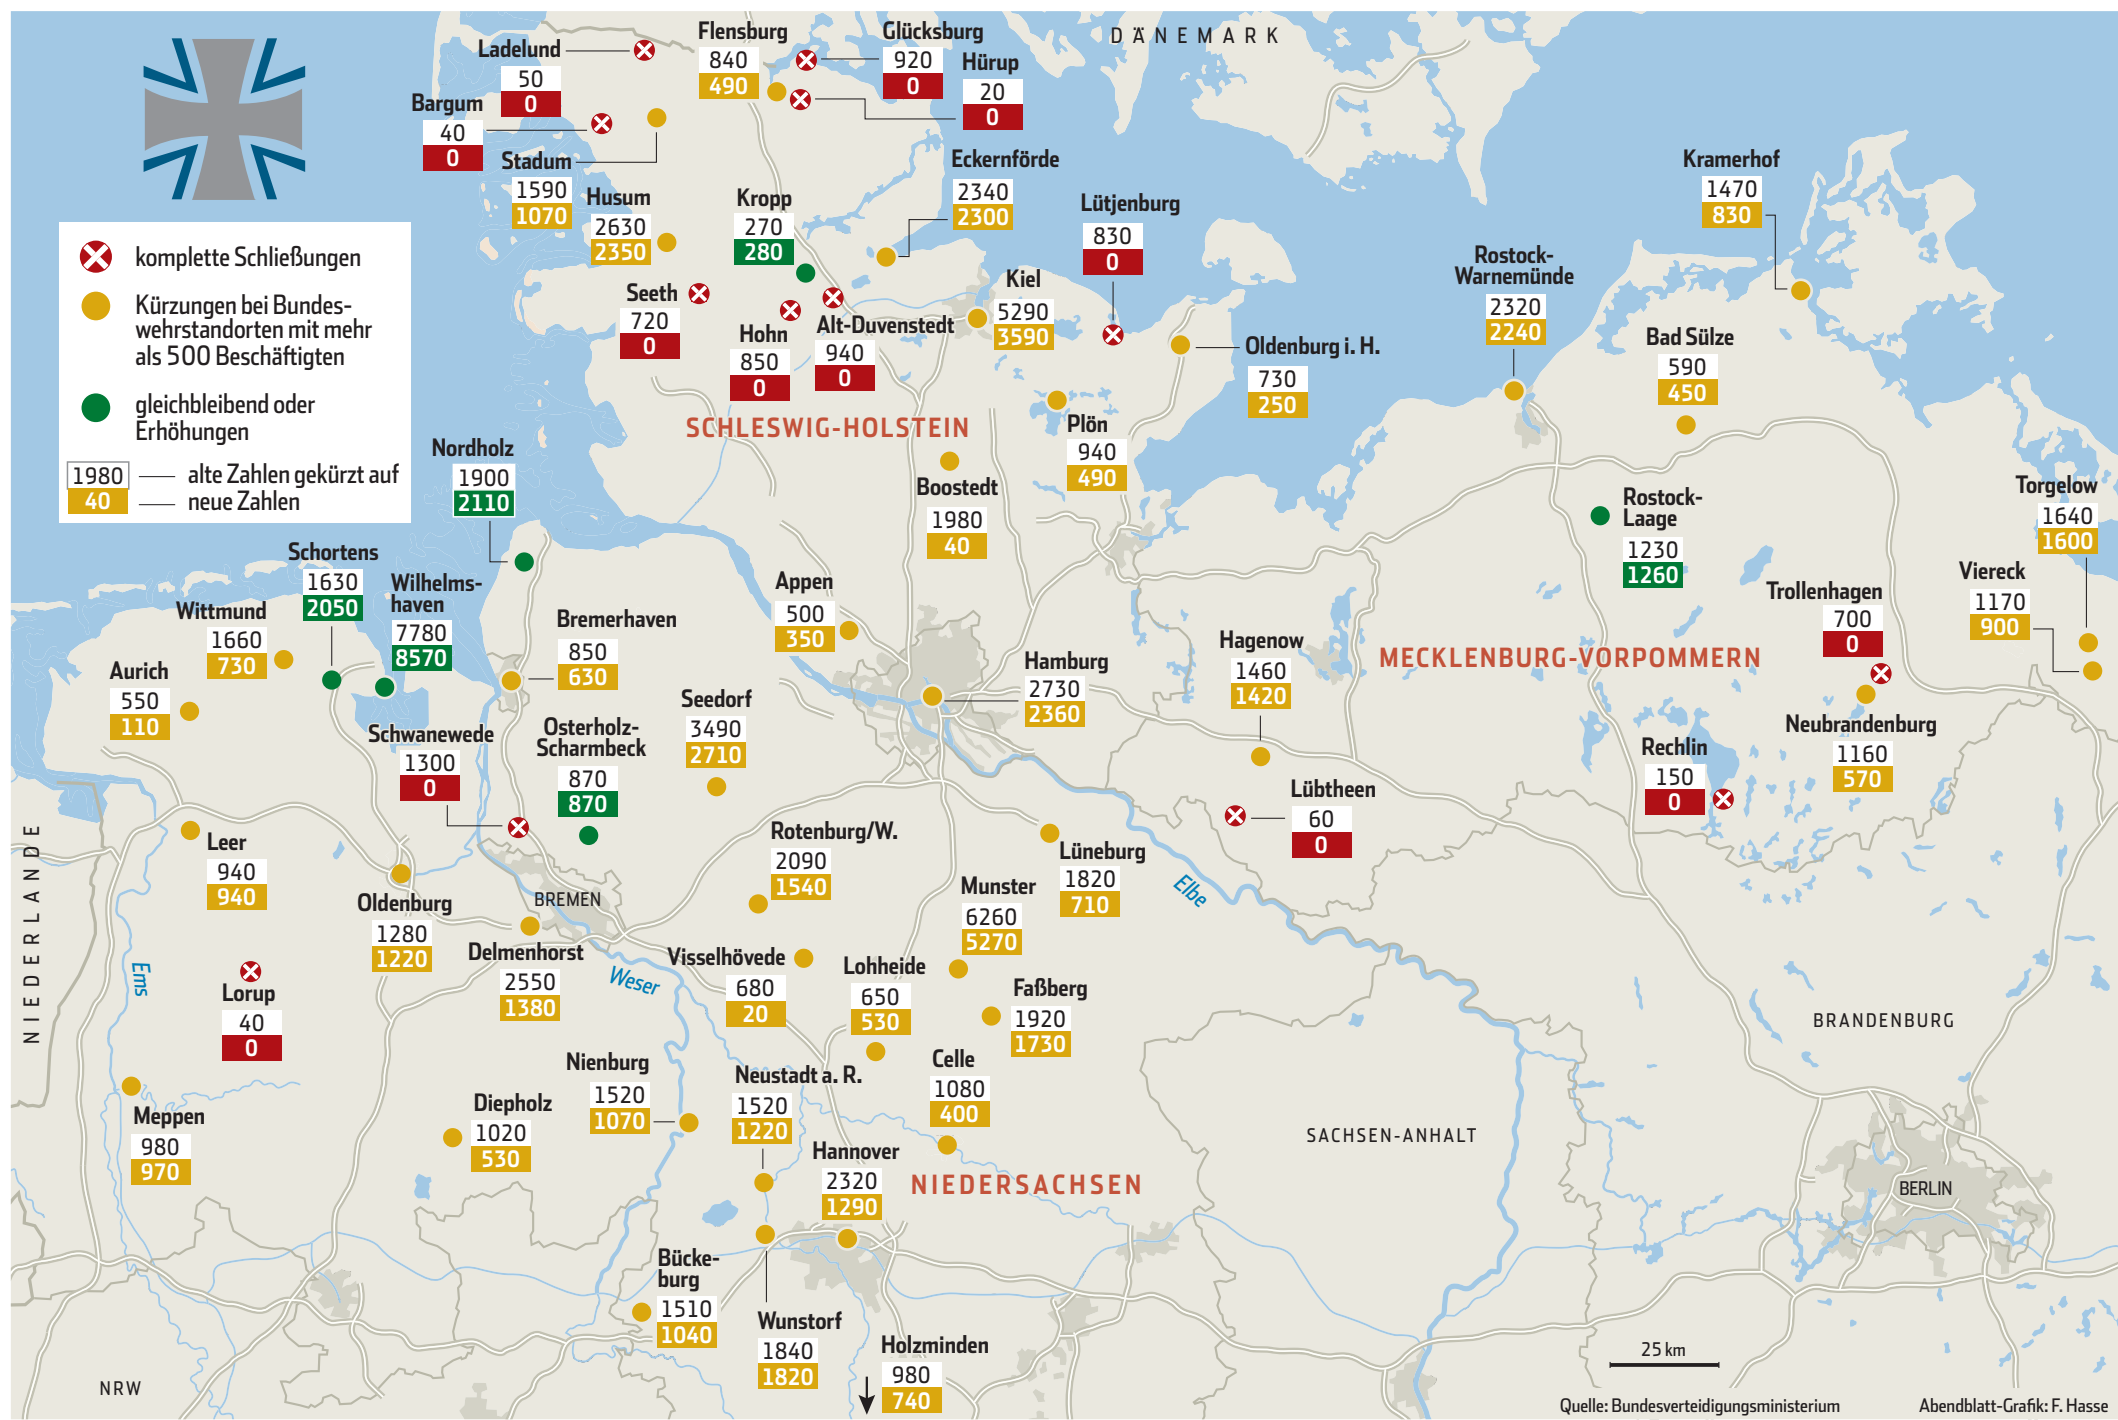 DÄNEMARK
Ladelund
50
0
Flensburg
840
490
Glücksburg
920
0
Hürup
20
0
Bargum
40
0
Stadum
1590
1070
Husum
2630
2350
Kropp
270
280
Eckernförde
2340
2300
Lütjenburg
830
0
Kramerhof
1470
830
komplette Schließungen
Kürzungen bei Bundes-
wehrstandorten mit mehr
als 500 Beschäftigten
gleichbleibend oder
Erhöhungen
1980
alte Zahlen gekürzt auf
40
neue Zahlen
Seeth
720
0
Hohn
850
0
Alt-Duvenstedt
940
0
Kiel
5290
3590
Rostock-
Warnemünde
2320
2240
Oldenburg i. H.
730
250
Bad Sülze
590
450
SCHLESWIG-HOLSTEIN
Plön
940
490
Nordholz
1900
2110
Boostedt
1980
40
Rostock-
Laage
1230
1260
Torgelow
1640
1600
Viereck
1170
900
Trollenhagen
700
0
Schortens
1630
2050
Wilhelms-
haven
7780
8570
Wittmund
1660
730
Aurich
550
110
Bremerhaven
850
630
Appen
500
350
Hamburg
2730
2360
Hagenow
1460
1420
MECKLENBURG-VORPOMMERN
Seedorf
3490
2710
Schwanewede
1300
0
Osterholz-
Scharmbeck
870
870
Neubrandenburg
1160
570
Rechlin
150
0
Lübtheen
60
0
NIEDERLANDE
Leer
940
940
Oldenburg
1280
1220
BREMEN
Rotenburg/W.
2090
1540
Lüneburg
1820
710
Elbe
Munster
6260
5270
Delmenhorst
2550
1380
Weser
Visselhövede
680
20
Lohheide
650
530
Faßberg
1920
1730
Ems
Lorup
40
0
BRANDENBURG
Nienburg
1520
1070
Neustadt a. R.
1520
1220
Celle
1080
400
Meppen
980
970
Diepholz
1020
530
Hannover
2320
1290
NIEDERSACHSEN
SACHSEN-ANHALT
BERLIN
Bücke-
burg
1510
1040
Wunstorf
1840
1820
Holzminden
980
740
NRW
25 km
Quelle: Bundesverteidigungsministerium
Abendblatt-Grafik: F. Hasse